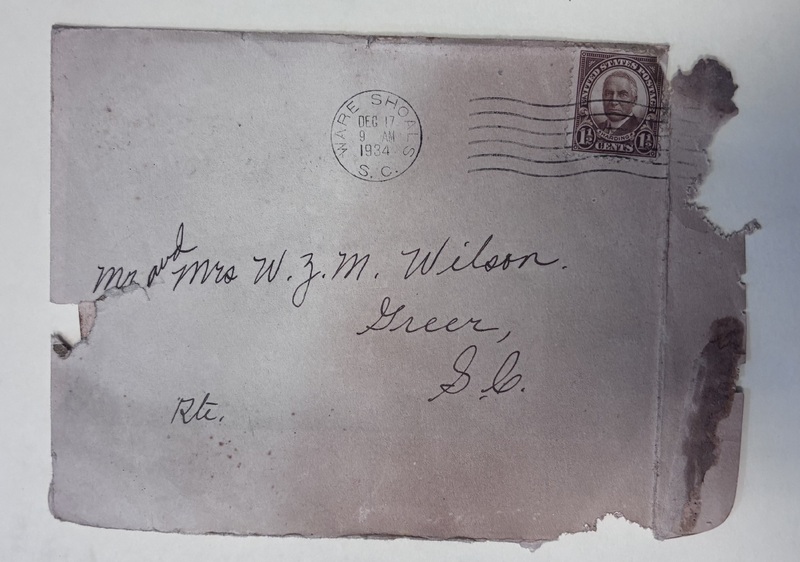 UNITED STATES POSTAGE
HARDING
1½ CENTS 1½
WARE SHOALS
DEC 17
9 AM
1934
S. C.
Mr and Mrs W. Z. M. Wilson.
Greer,
S.C.
Rte.